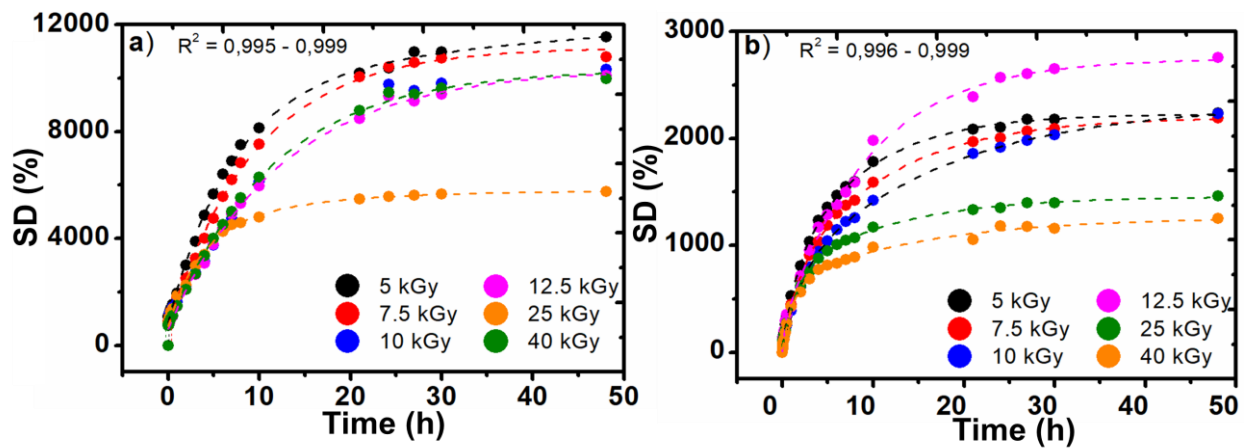 a)
R² = 0,995 - 0,999
SD (%)
12000
8000
4000
0
5 kGy
12.5 kGy
7.5 kGy
25 kGy
10 kGy
40 kGy
0 10 20 30 40 50
Time (h)
b)
R² = 0,996 - 0,999
SD (%)
3000
2000
1000
0
5 kGy
12.5 kGy
7.5 kGy
25 kGy
10 kGy
40 kGy
0 10 20 30 40 50
Time (h)